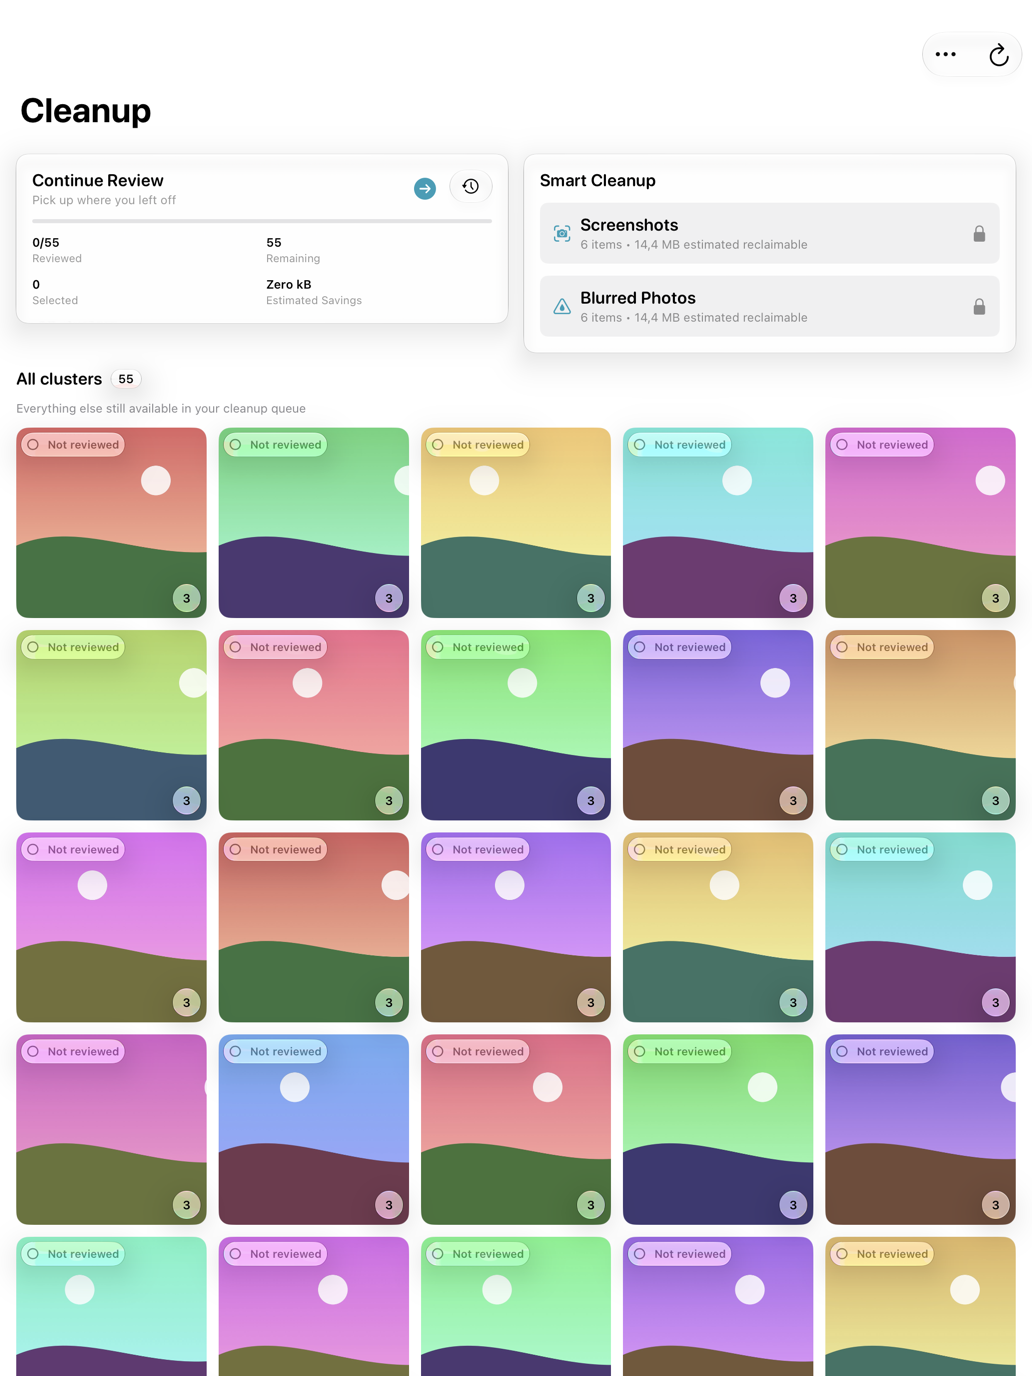 Cleanup
Continue Review
Pick up where you left off
0/55
Reviewed
55
Remaining
0
Selected
Zero kB
Estimated Savings
Smart Cleanup
Screenshots
6 items • 14,4 MB estimated reclaimable
Blurred Photos
6 items • 14,4 MB estimated reclaimable
All clusters 55
Everything else still available in your cleanup queue
Not reviewed
Not reviewed
Not reviewed
Not reviewed
Not reviewed
3
3
3
3
3
Not reviewed
Not reviewed
Not reviewed
Not reviewed
Not reviewed
3
3
3
3
3
Not reviewed
Not reviewed
Not reviewed
Not reviewed
Not reviewed
3
3
3
3
3
Not reviewed
Not reviewed
Not reviewed
Not reviewed
Not reviewed
3
3
3
3
3
Not reviewed
Not reviewed
Not reviewed
Not reviewed
Not reviewed